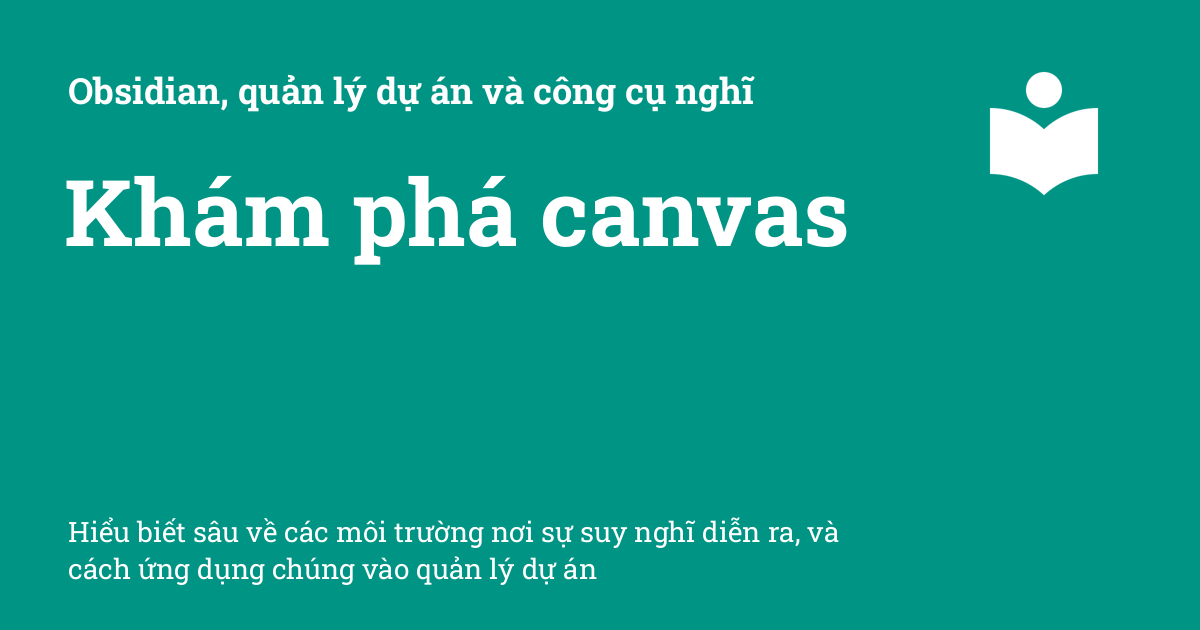 Obsidian, quản lý dự án và công cụ nghĩ
Khám phá canvas
Hiểu biết sâu về các môi trường nơi sự suy nghĩ diễn ra, và
cách ứng dụng chúng vào quản lý dự án